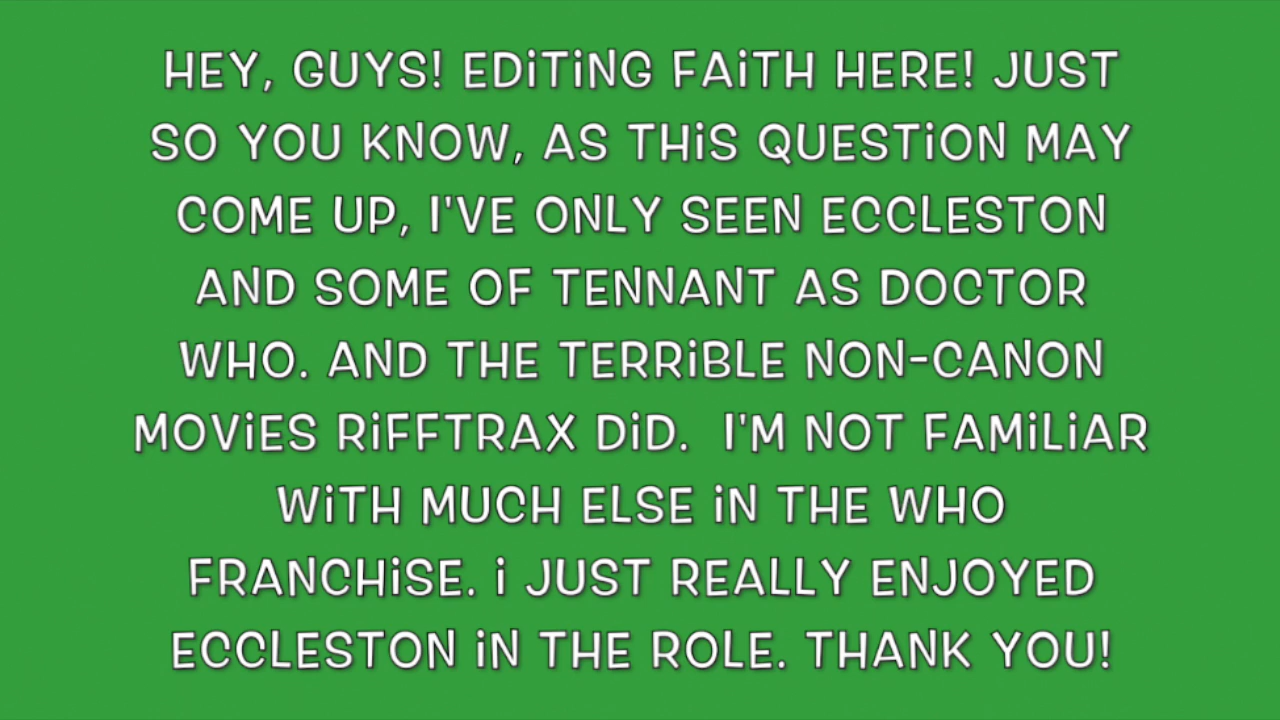 HEY, GUYS! EDiTiNG FAiTH HERE! JUST
SO YOU KNOW, AS THiS QUESTiON MAY
COME UP, I'VE ONLY SEEN ECCLESTON
AND SOME OF TENNANT AS DOCTOR
WHO. AND THE TERRiBLE NON-CANON
MOViES RiFFTRAX DiD. I'M NOT FAMiLiAR
WiTH MUCH ELSE iN THE WHO
FRANCHiSE. i JUST REALLY ENJOYED
ECCLESTON iN THE ROLE. THANK YOU!